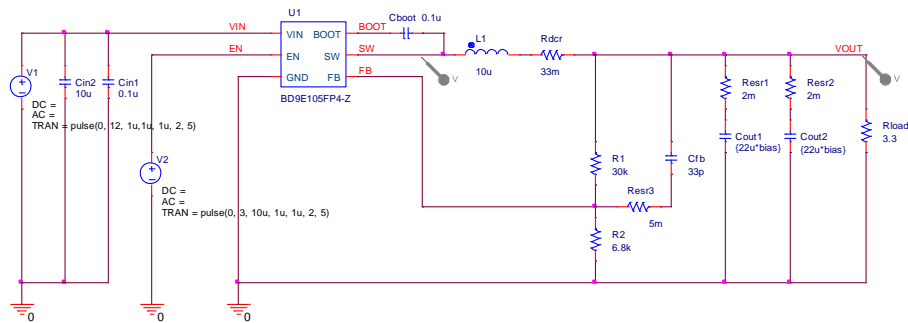 U1
VIN
VIN
BOOT
BOOT
Cboot 0.1u
EN
EN
SW
SW
L1
10u
Rdcr
33m
VOUT
V
V
GND
FB
FB
BD9E105FP4-Z
V1
Cin2
10u
Cin1
0.1u
DC =
AC =
TRAN = pulse(0, 12, 1u,1u, 1u, 2, 5)
V2
DC =
AC =
TRAN = pulse(0, 3, 10u, 1u, 1u, 2, 5)
R1
30k
Cfb
33p
Resr3
5m
R2
6.8k
Resr1
2m
Resr2
2m
Cout1
{22u*bias}
Cout2
{22u*bias}
Rload
3.3
0
0
0